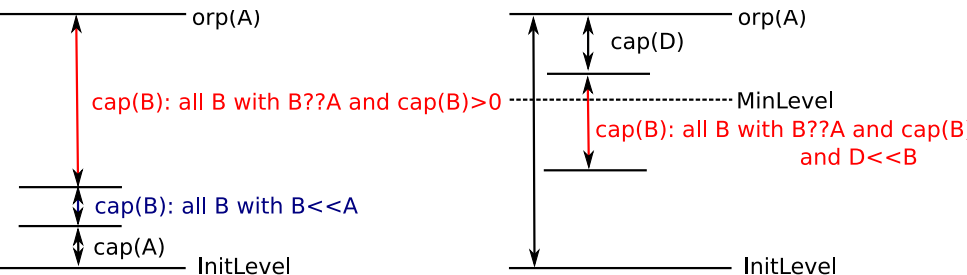 orp(A)
cap(B): all B with B??A and cap(B)>0
cap(B): all B with B<<A
cap(A)
InitLevel
orp(A)
cap(D)
MinLevel
cap(B): all B with B??A and cap(B)
and D<<B
InitLevel